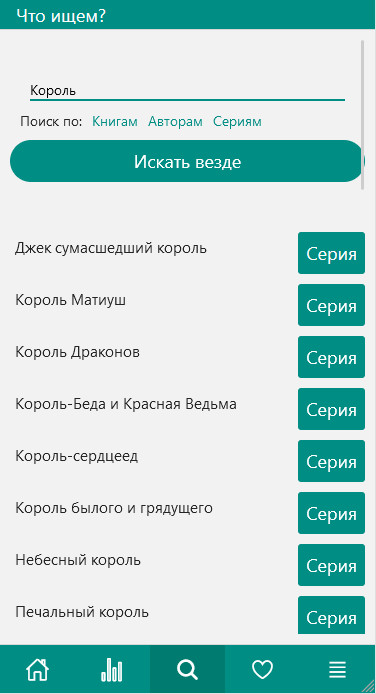 Что ищем?
Король
Поиск по: Книгам Авторам Сериям
Искать везде
Джек сумасшедший король Серия
Король Матиуш Серия
Король Драконов Серия
Король-Беда и Красная Ведьма Серия
Король-сердцеед Серия
Король былого и грядущего Серия
Небесный король Серия
Печальный король Серия